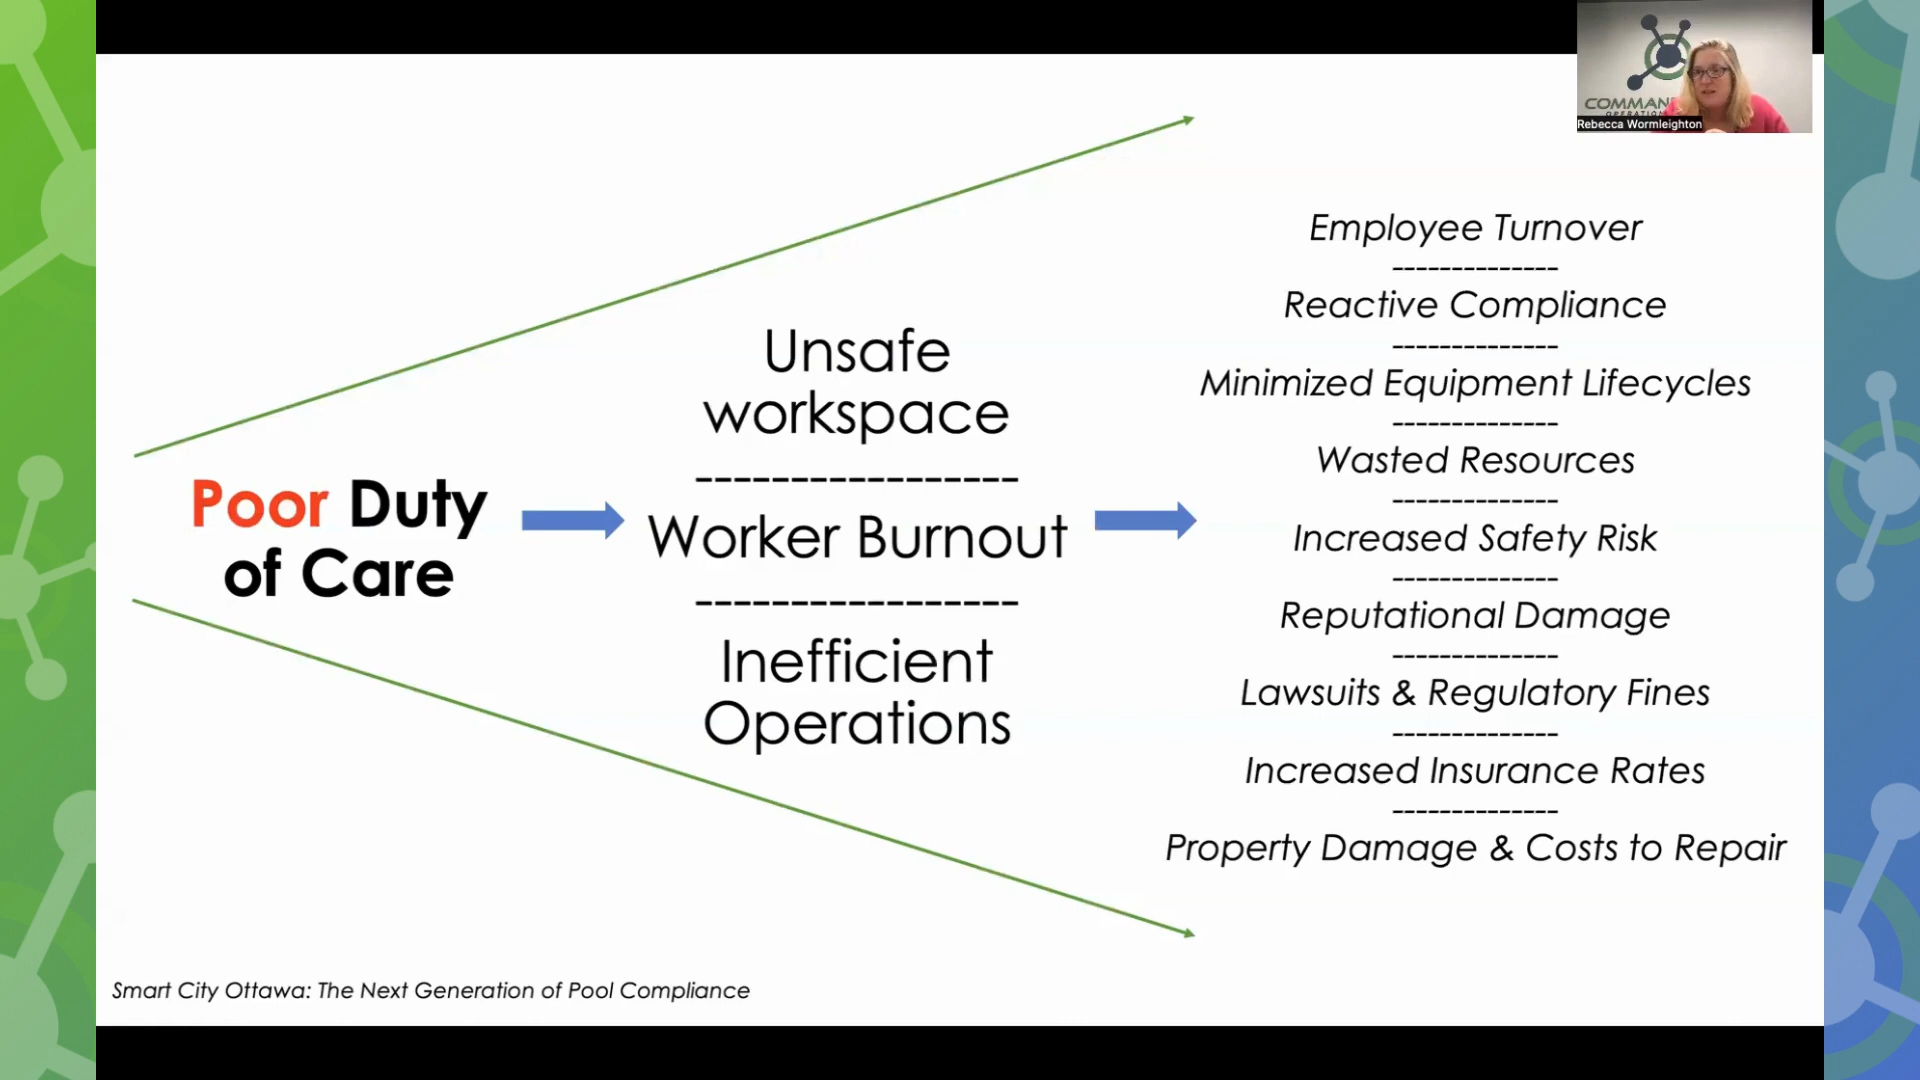 COMMAN
OPERATION
Rebecca Wormleighton
Poor Duty
of Care
Unsafe
workspace
-----------------
Worker Burnout
-----------------
Inefficient
Operations
Employee Turnover
--------------
Reactive Compliance
--------------
Minimized Equipment Lifecycles
--------------
Wasted Resources
--------------
Increased Safety Risk
--------------
Reputational Damage
--------------
Lawsuits & Regulatory Fines
--------------
Increased Insurance Rates
--------------
Property Damage & Costs to Repair
Smart City Ottawa: The Next Generation of Pool Compliance